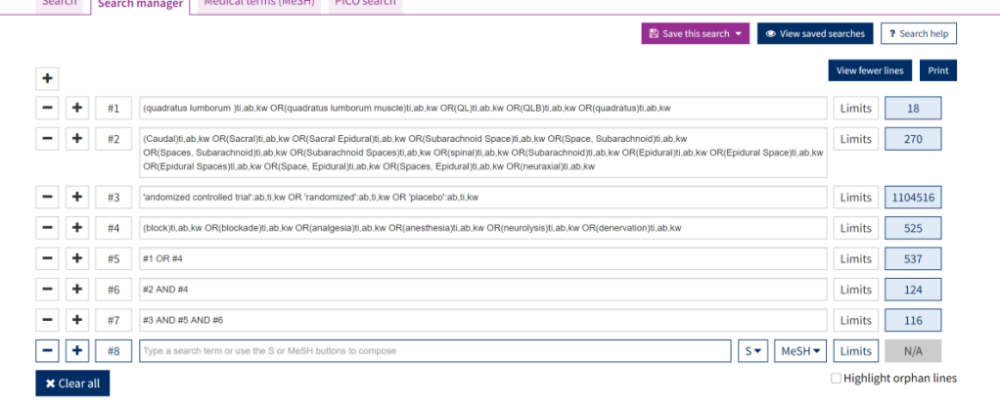 Search Search manager Medical terms (MeSH) PICO search
Save this search View saved searches ? Search help
View fewer lines Print
#1 (quadratus lumborum )ti,ab,kw OR(quadratus lumborum muscle)ti,ab,kw OR(QL)ti,ab,kw OR(QLB)ti,ab,kw OR(quadratus)ti,ab,kw Limits 18
#2 (Caudal)ti,ab,kw OR(Sacral)ti,ab,kw OR(Sacral Epidural)ti,ab,kw OR(Subarachnoid Space)ti,ab,kw OR(Space, Subarachnoid)ti,ab,kw Limits 270
OR(Spaces, Subarachnoid)ti,ab,kw OR(Subarachnoid Spaces)ti,ab,kw OR(spinal)ti,ab,kw OR(Subarachnoid)ti,ab,kw OR(Epidural)ti,ab,kw OR(Epidural Space)ti,ab,kw
OR(Epidural Spaces)ti,ab,kw OR(Space, Epidural)ti,ab,kw OR(Spaces, Epidural)ti,ab,kw OR(neuraxial)ti,ab,kw
#3 'andomized controlled trial':ab,ti,kw OR 'randomized':ab,ti,kw OR 'placebo':ab,ti,kw Limits 1104516
#4 (block)ti,ab,kw OR(blockade)ti,ab,kw OR(analgesia)ti,ab,kw OR(anesthesia)ti,ab,kw OR(neurolysis)ti,ab,kw OR(denervation)ti,ab,kw Limits 525
#5 #1 OR #4 Limits 537
#6 #2 AND #4 Limits 124
#7 #3 AND #5 AND #6 Limits 116
#8 Type a search term or use the S or MeSH buttons to compose S MeSH Limits N/A
Clear all Highlight orphan lines